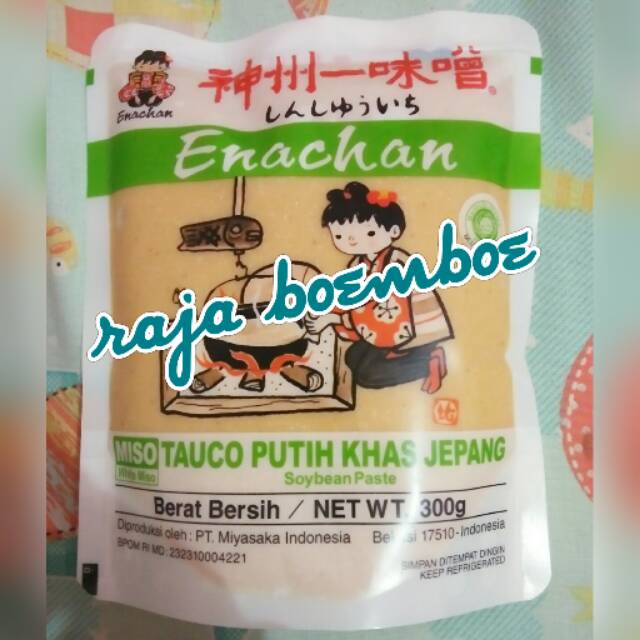 神州一味噌
しんしゅういち
Enachan
Enachan
raja boemboe
MISO TAUCO PUTIH KHAS JEPANG
White Miso
Soybean Paste
Berat Bersih / NET WT. 300g
Diproduksi oleh : PT. Miyasaka Indonesia Bekasi 17510-Indonesia
BPOM RI MD : 232310004221
SIMPAN DITEMPAT DINGIN
KEEP REFRIGERATED